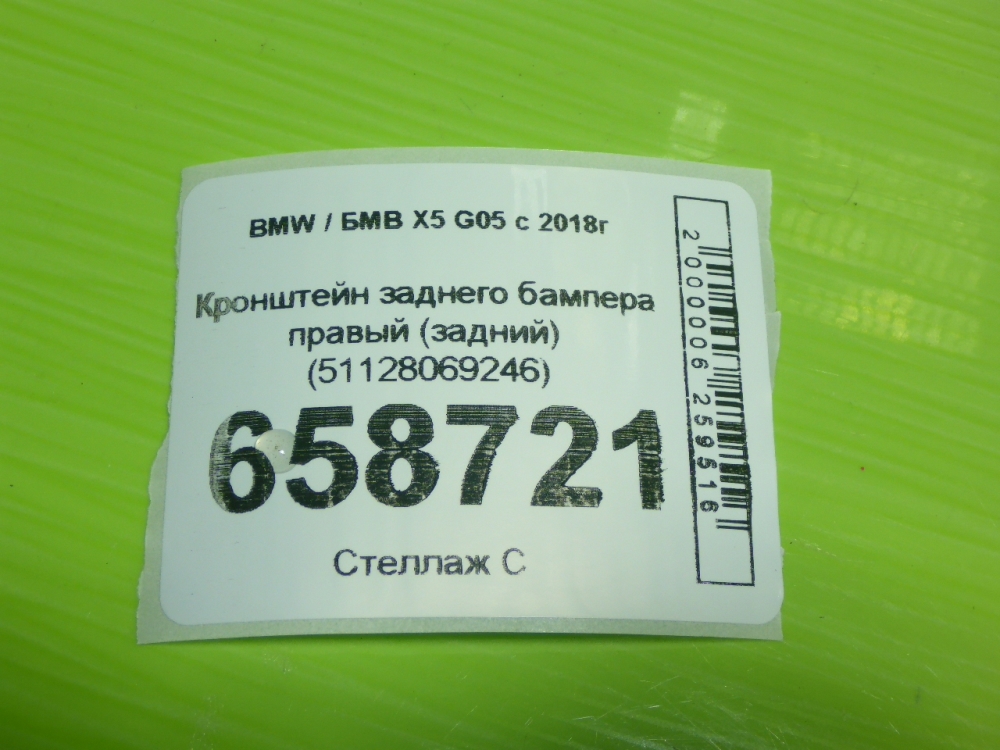 BMW / БМВ X5 G05 с 2018г
Кронштейн заднего бампера
правый (задний)
(51128069246)
658721
Стеллаж С
2000006259516